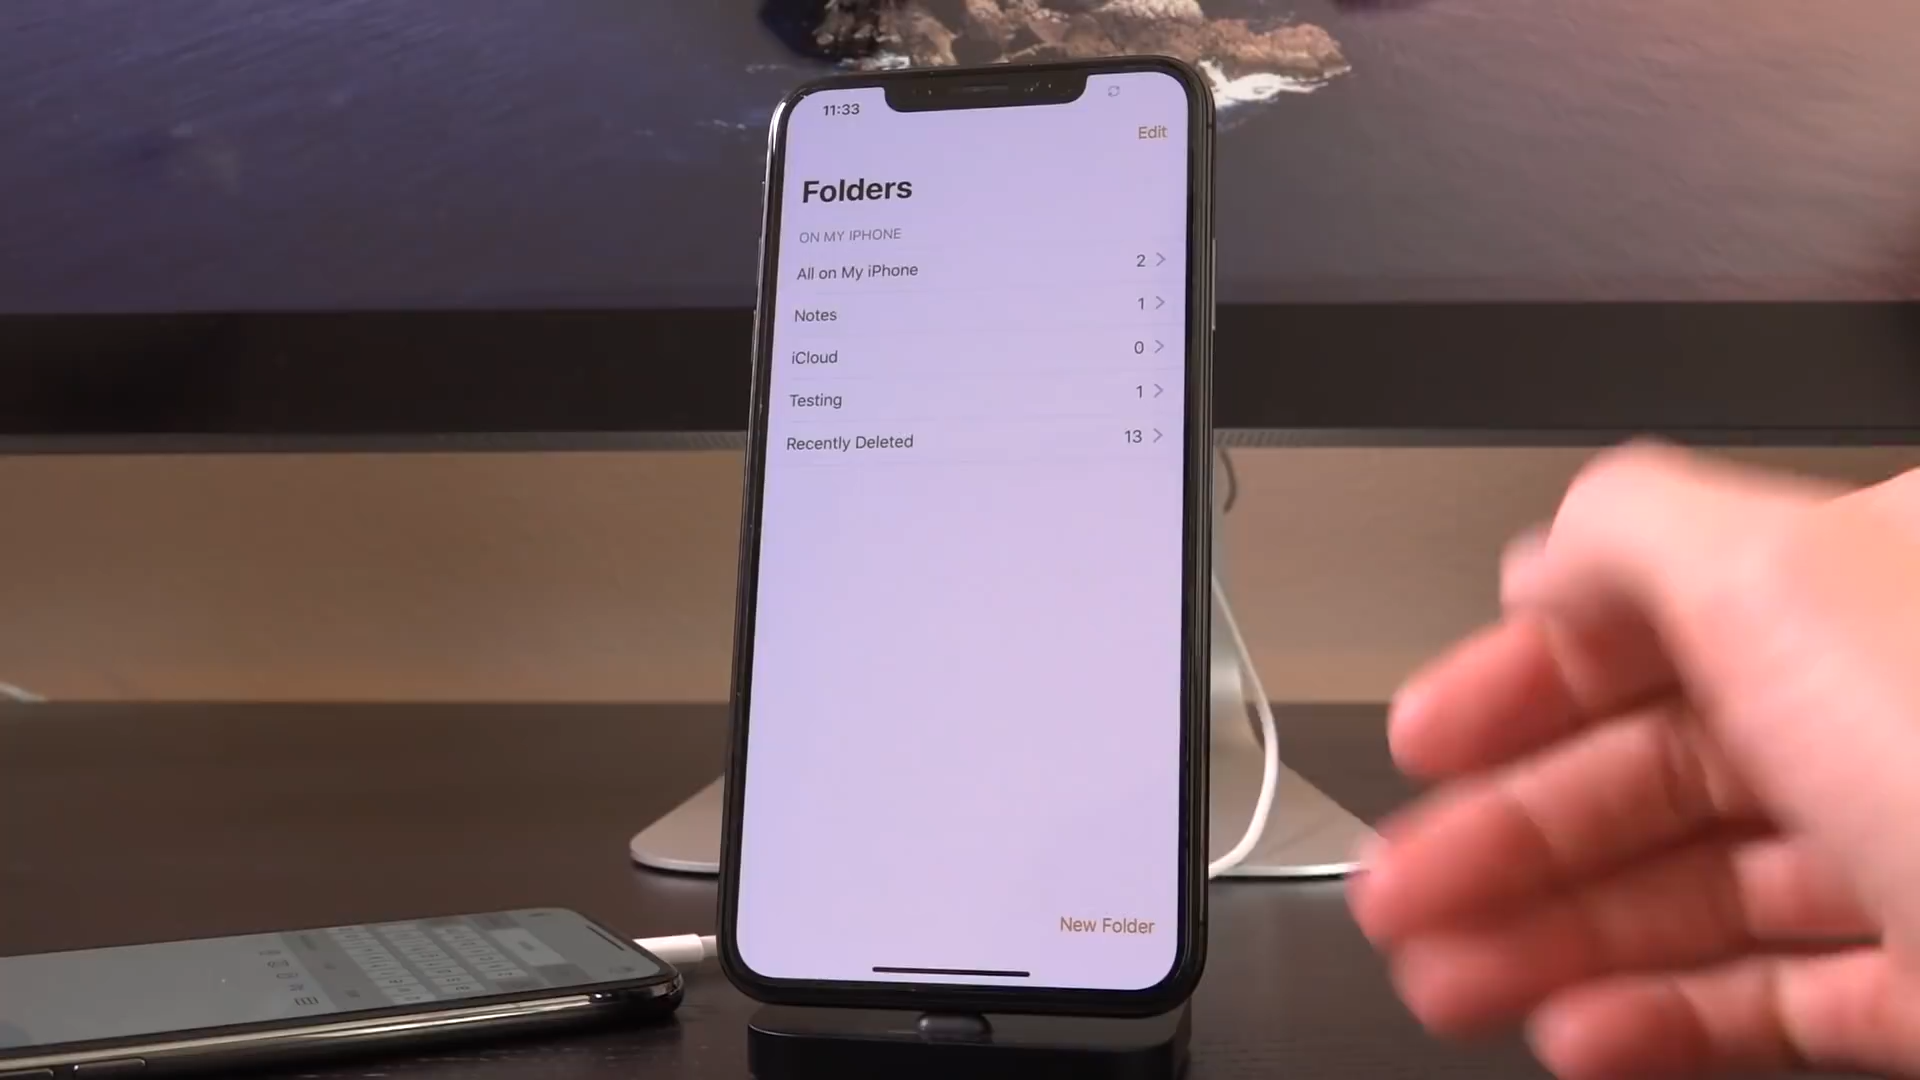 11:33
Edit
Folders
ON MY IPHONE
All on My iPhone 2
Notes 1
iCloud 0
Testing 1
Recently Deleted 13
New Folder